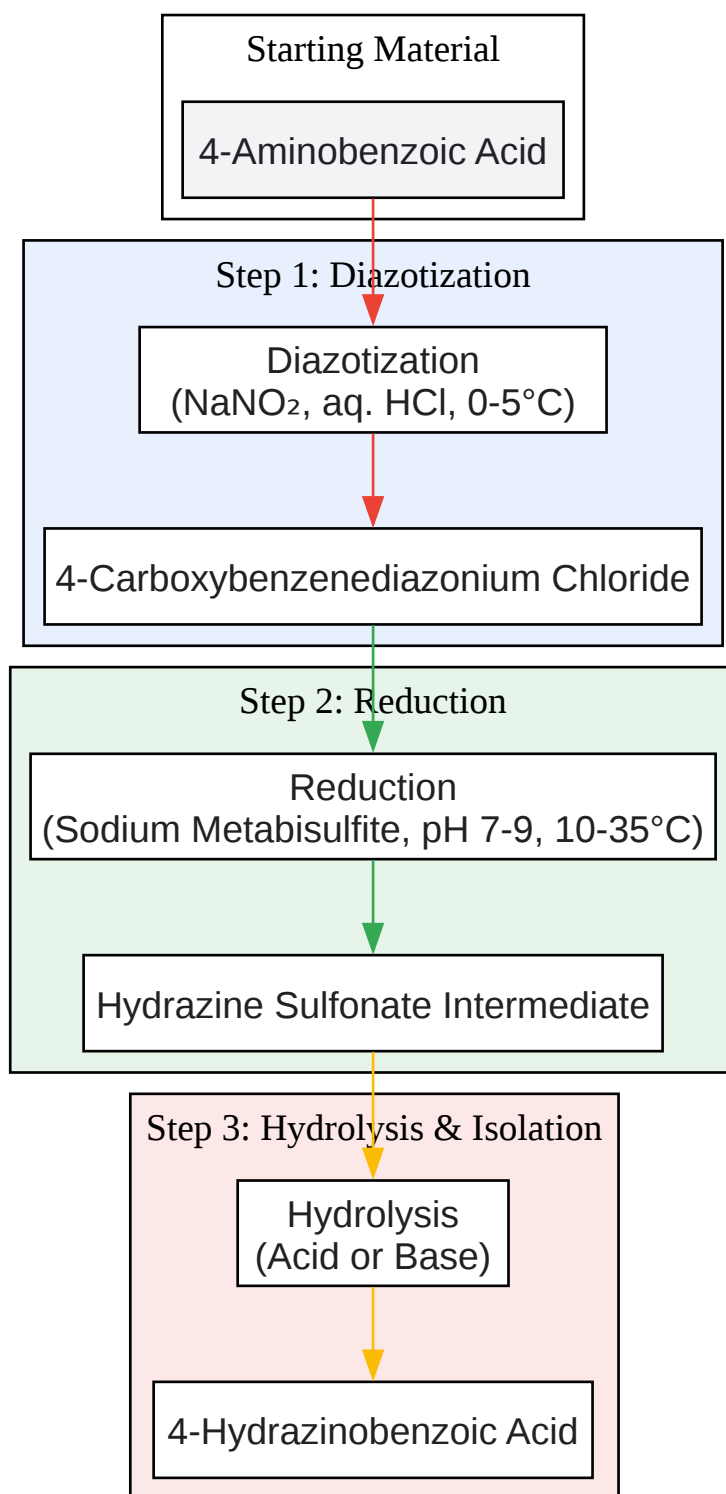 Starting Material
4-Aminobenzoic Acid
Step 1: Diazotization
Diazotization
(NaNO₂, aq. HCl, 0-5°C)
4-Carboxybenzenediazonium Chloride
Step 2: Reduction
Reduction
(Sodium Metabisulfite, pH 7-9, 10-35°C)
Hydrazine Sulfonate Intermediate
Step 3: Hydrolysis & Isolation
Hydrolysis
(Acid or Base)
4-Hydrazinobenzoic Acid